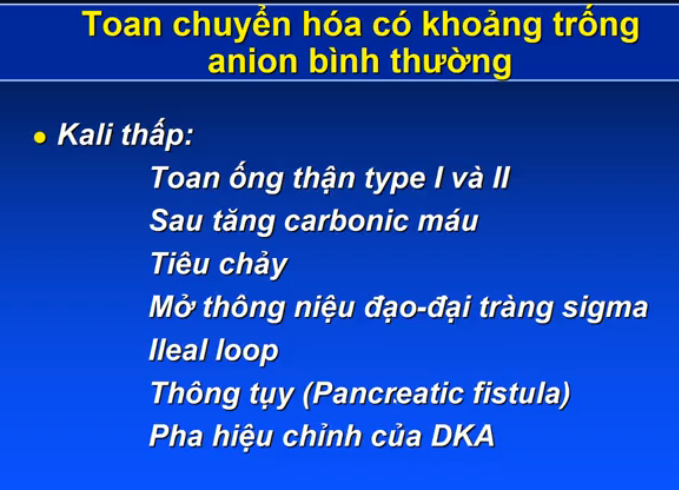 Toan chuyển hóa có khoảng trống
anion bình thường
Kali thấp:
Toan ống thận type I và II
Sau tăng carbonic máu
Tiêu chảy
Mở thông niệu đạo-đại tràng sigma
Ileal loop
Thông tụy (Pancreatic fistula)
Pha hiệu chỉnh của DKA